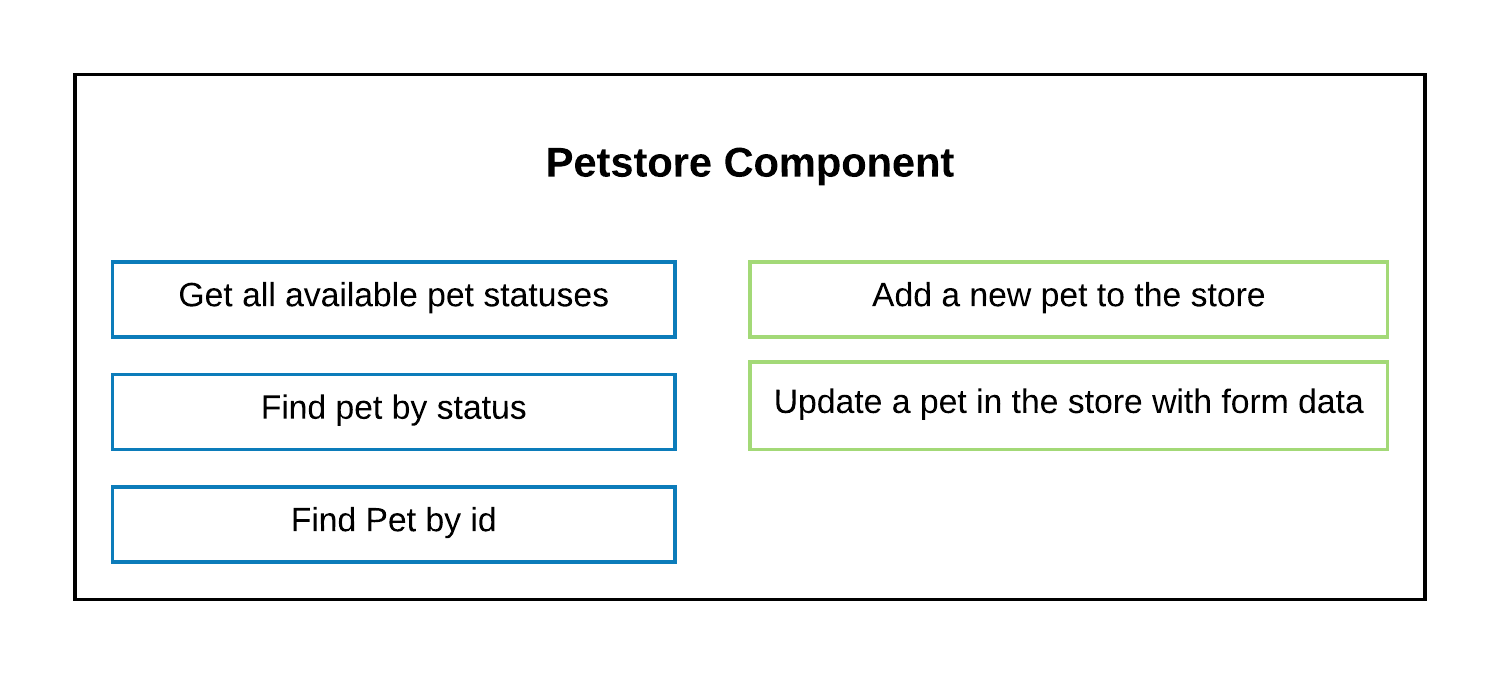 Petstore Component
Get all available pet statuses
Find pet by status
Find Pet by id
Add a new pet to the store
Update a pet in the store with form data